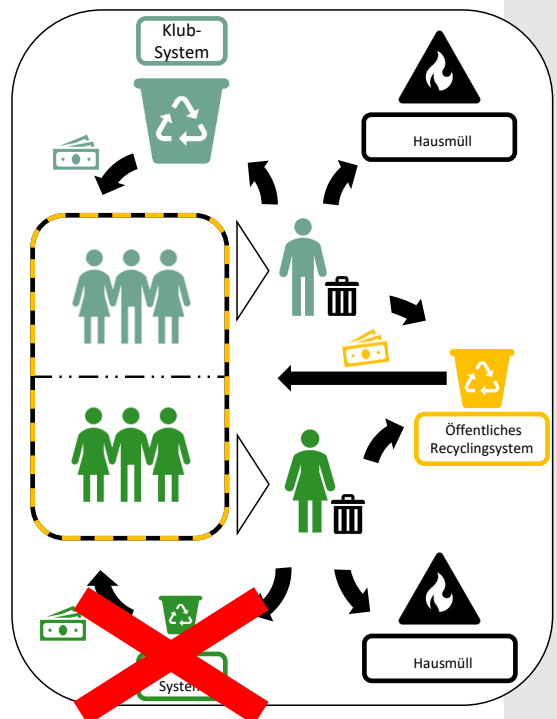 Klub-
System
Hausmüll
Öffentliches
Recyclingsystem
Hausmüll